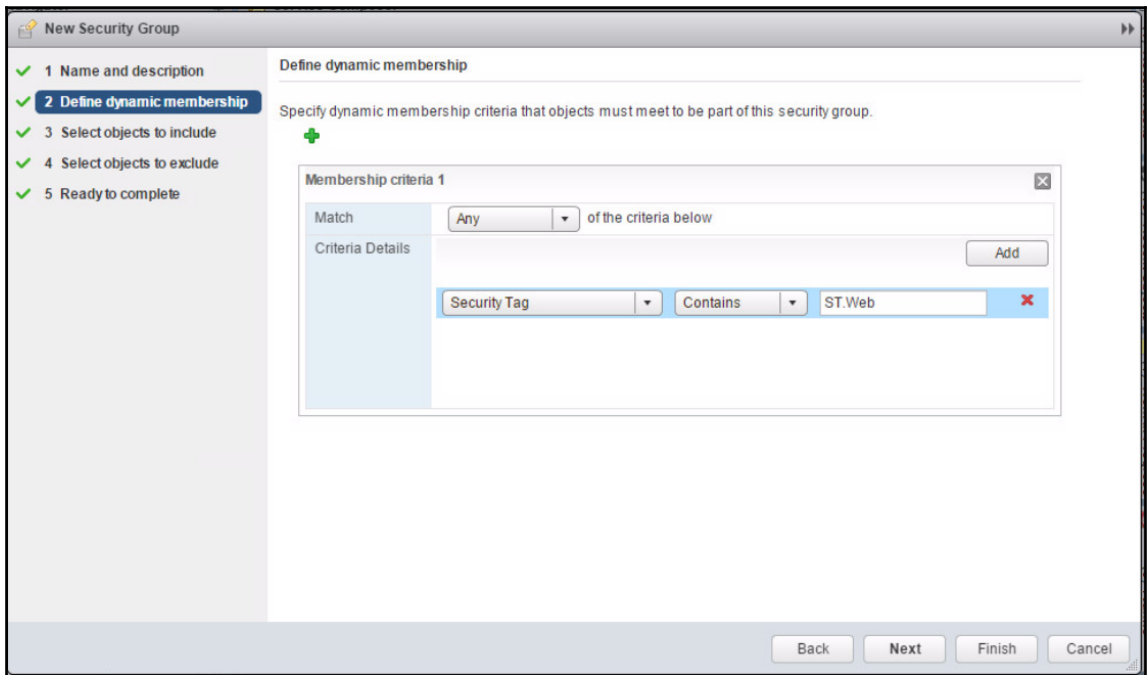 New Security Group
1 Name and description
2 Define dynamic membership
3 Select objects to include
4 Select objects to exclude
5 Ready to complete
Define dynamic membership
Specify dynamic membership criteria that objects must meet to be part of this security group.
Membership criteria 1
Match Any of the criteria below
Criteria Details
Add
Security Tag Contains ST.Web
Back Next Finish Cancel